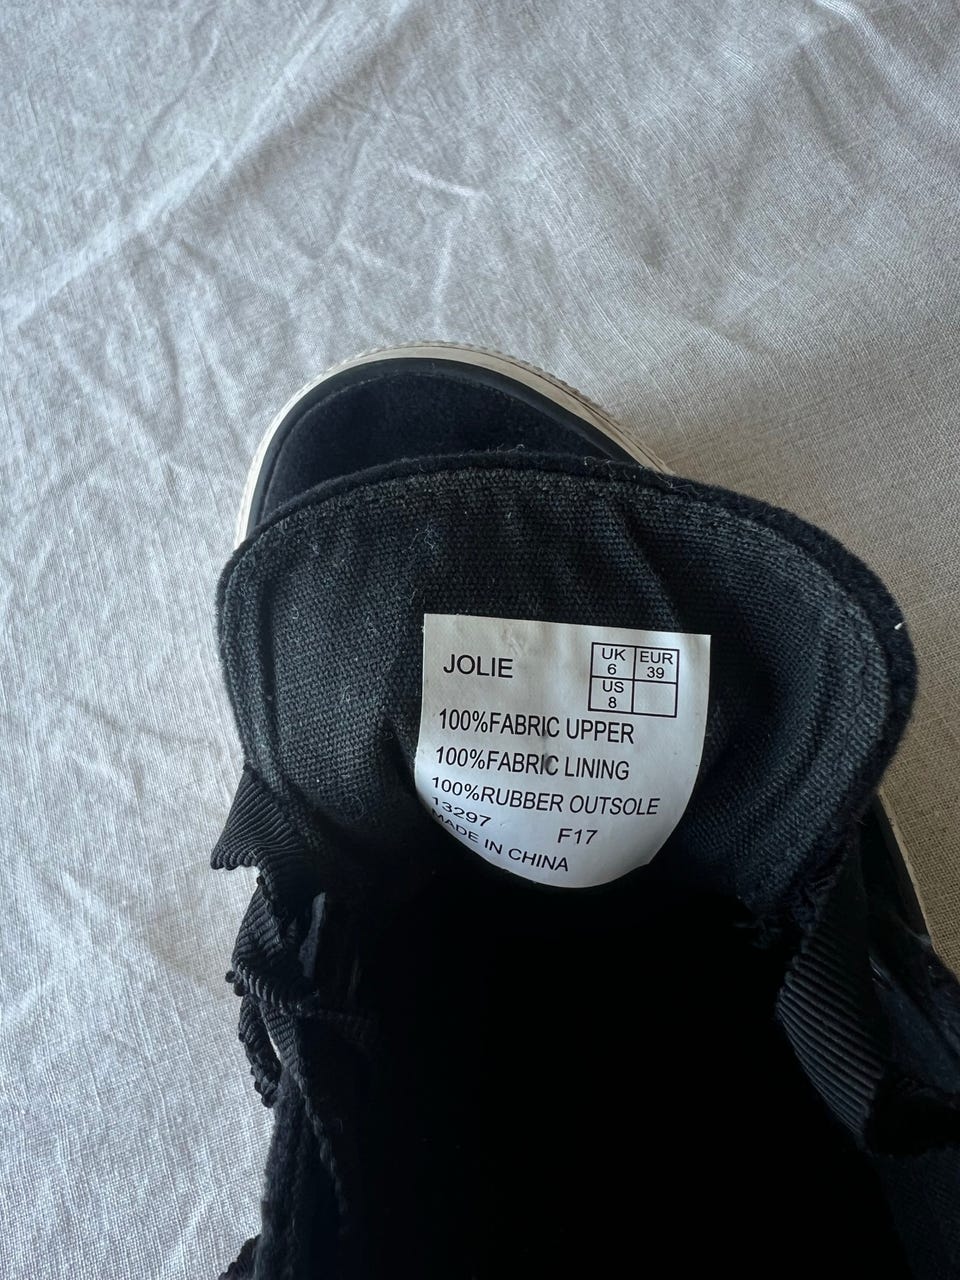 JOLIE
UK 6 EUR 39
US 8
100%FABRIC UPPER
100%FABRIC LINING
100%RUBBER OUTSOLE
13297 F17
MADE IN CHINA